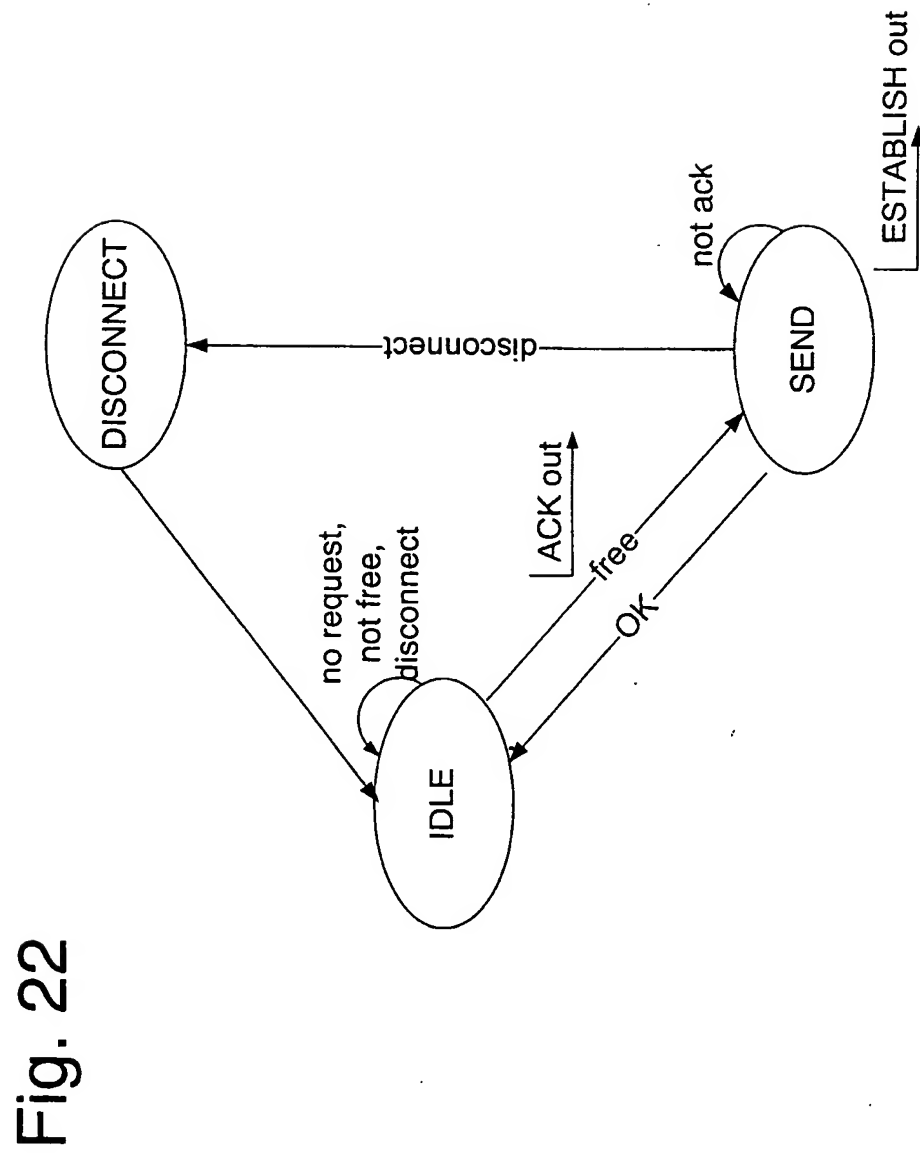 Fig. 22
DISCONNECT
no request,
not free,
disconnect
IDLE
disconnect
ACK out
free
OK
not ack
SEND
ESTABLISH out